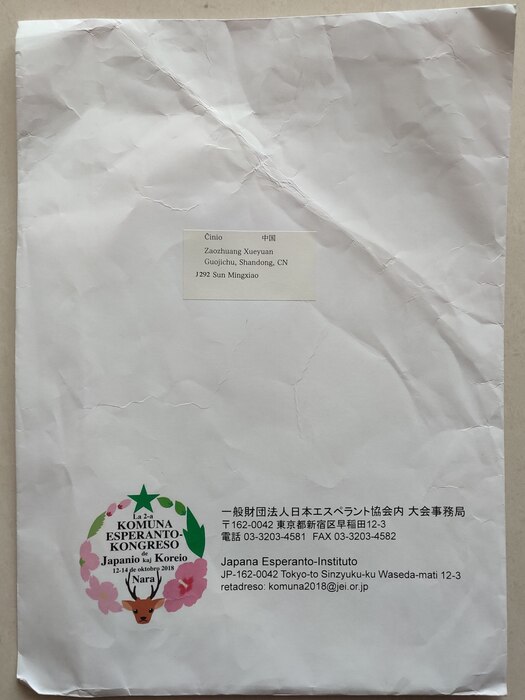 Ĉinio 中国
Zaozhuang Xueyuan
Guojichu, Shandong, CN
J292 Sun Mingxiao
La 2-a
KOMUNA
ESPERANTO-
KONGRESO
de
Japanio kaj Koreio
12-14 de oktobro 2018
Nara
一般財団法人日本エスペラント協会内 大会事務局
〒162-0042 東京都新宿区早稲田12-3
電話 03-3203-4581 FAX 03-3203-4582
Japana Esperanto-Instituto
JP-162-0042 Tokyo-to Sinzyuku-ku Waseda-mati 12-3
retadreso: komuna2018@jei.or.jp